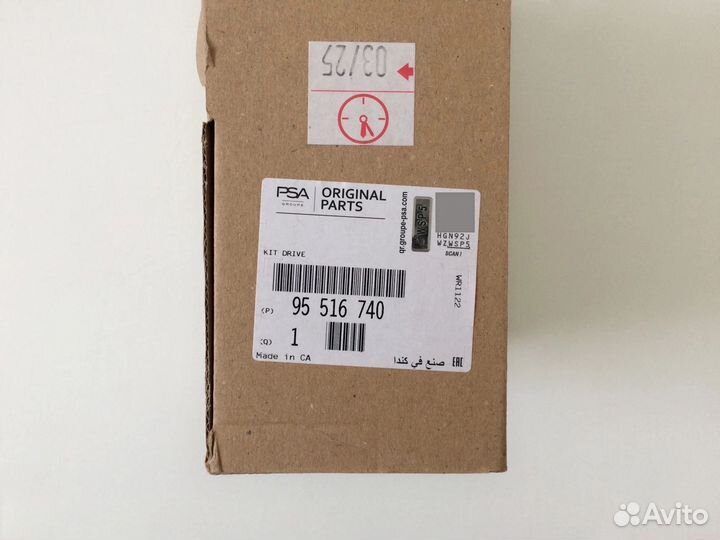 03/25
PSA
GROUPE
ORIGINAL
PARTS
qr.groupe-psa.com
WSP5
HGN92J
WZWSP5
SCAN!
KIT DRIVE
WR1122
(P) 95 516 740
(Q) 1
Made in CA
صنع في كندا
EAC
Avito